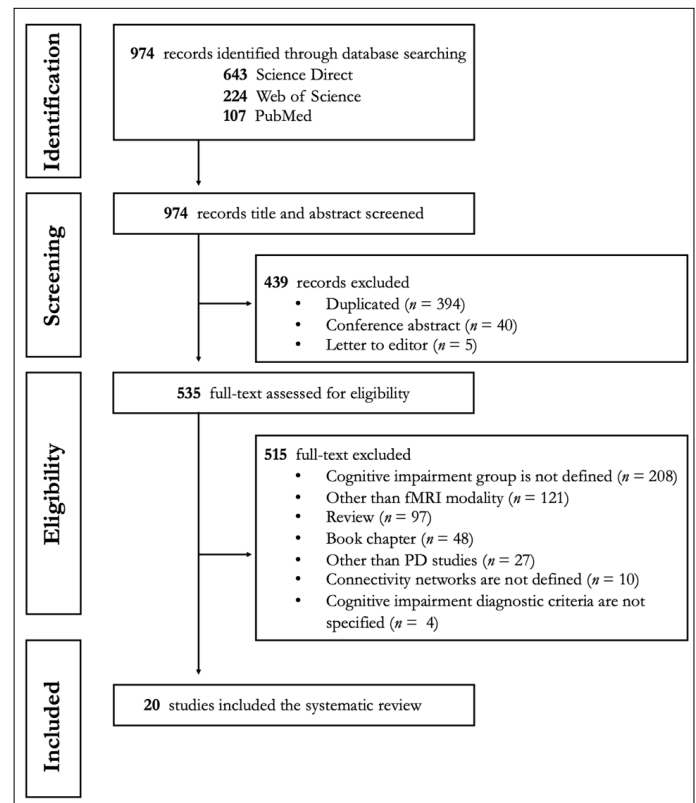 Identification
974 records identified through database searching
643 Science Direct
224 Web of Science
107 PubMed
Screening
974 records title and abstract screened
439 records excluded
• Duplicated (n = 394)
• Conference abstract (n = 40)
• Letter to editor (n = 5)
Eligibility
535 full-text assessed for eligibility
515 full-text excluded
• Cognitive impairment group is not defined (n = 208)
• Other than fMRI modality (n = 121)
• Review (n = 97)
• Book chapter (n = 48)
• Other than PD studies (n = 27)
• Connectivity networks are not defined (n = 10)
• Cognitive impairment diagnostic criteria are not
specified (n = 4)
Included
20 studies included the systematic review